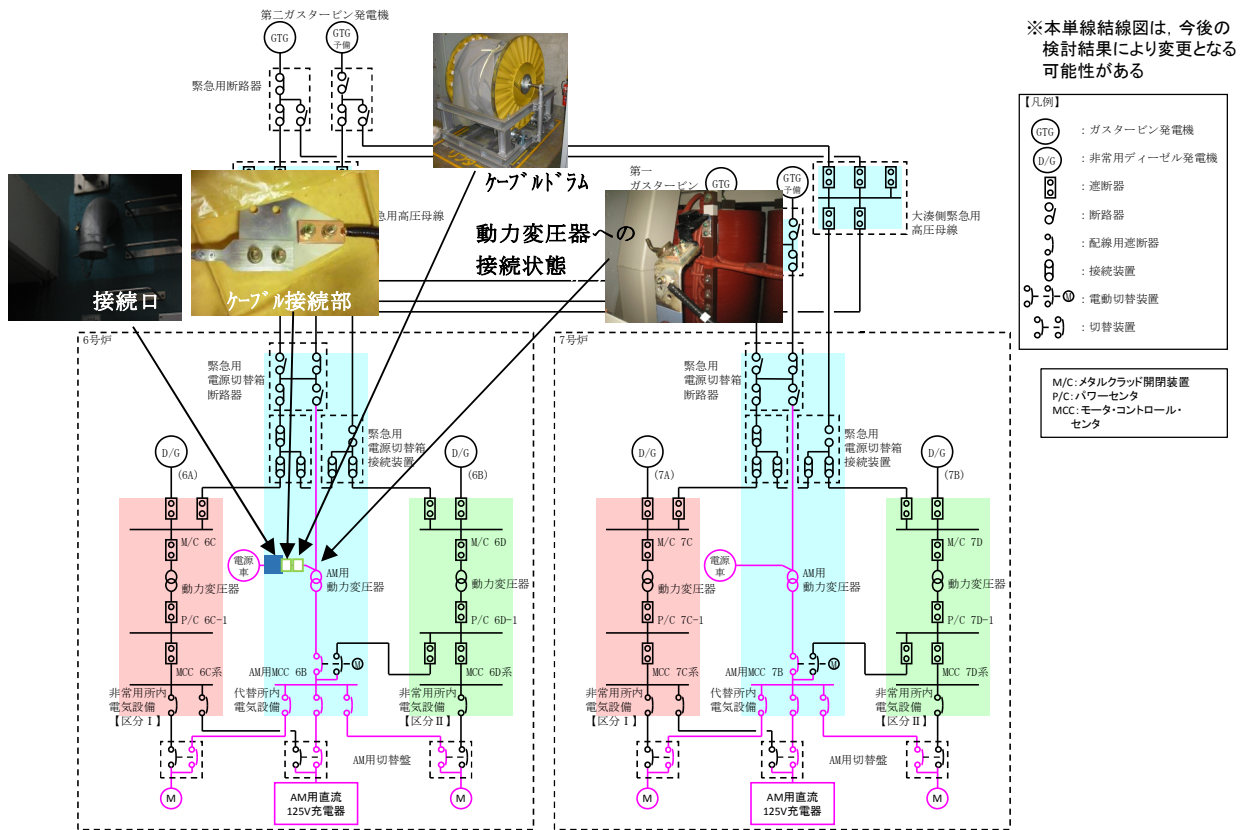 第二ガスタービン発電機
GTG
GTG
予備
緊急用断路器
※本単線結線図は，今後の
検討結果により変更となる
可能性がある
【凡例】
GTG
：ガスタービン発電機
D/G
：非常用ディーゼル発電機
：遮断器
：断路器
：配線用遮断器
：接続装置
M
：電動切替装置
：切替装置
M/C：メタルクラッド開閉装置
P/C：パワーセンタ
MCC：モータ・コントロール・
センタ
ケーブルドラム
第一
ガスタービン
GTG
GTG
予備
急用高圧母線
大湊側緊急用
高圧母線
動力変圧器への
接続状態
接続口
ケーブル接続部
6号炉
緊急用
電源切替箱
断路器
緊急用
電源切替箱
接続装置
D/G
(6A)
D/G
(6B)
M/C 6C
M/C 6D
電源
車
動力変圧器
AM用
動力変圧器
動力変圧器
P/C 6C-1
P/C 6D-1
MCC 6C系
AM用MCC 6B
M
MCC 6D系
非常用所内
電気設備
【区分Ⅰ】
代替所内
電気設備
非常用所内
電気設備
【区分Ⅱ】
AM用切替盤
M
AM用直流
125V充電器
M
7号炉
緊急用
電源切替箱
断路器
緊急用
電源切替箱
接続装置
D/G
(7A)
D/G
(7B)
M/C 7C
M/C 7D
電源
車
動力変圧器
AM用
動力変圧器
動力変圧器
P/C 7C-1
P/C 7D-1
MCC 7C系
AM用MCC 7B
M
MCC 7D系
非常用所内
電気設備
【区分Ⅰ】
代替所内
電気設備
非常用所内
電気設備
【区分Ⅱ】
AM用切替盤
M
AM用直流
125V充電器
M